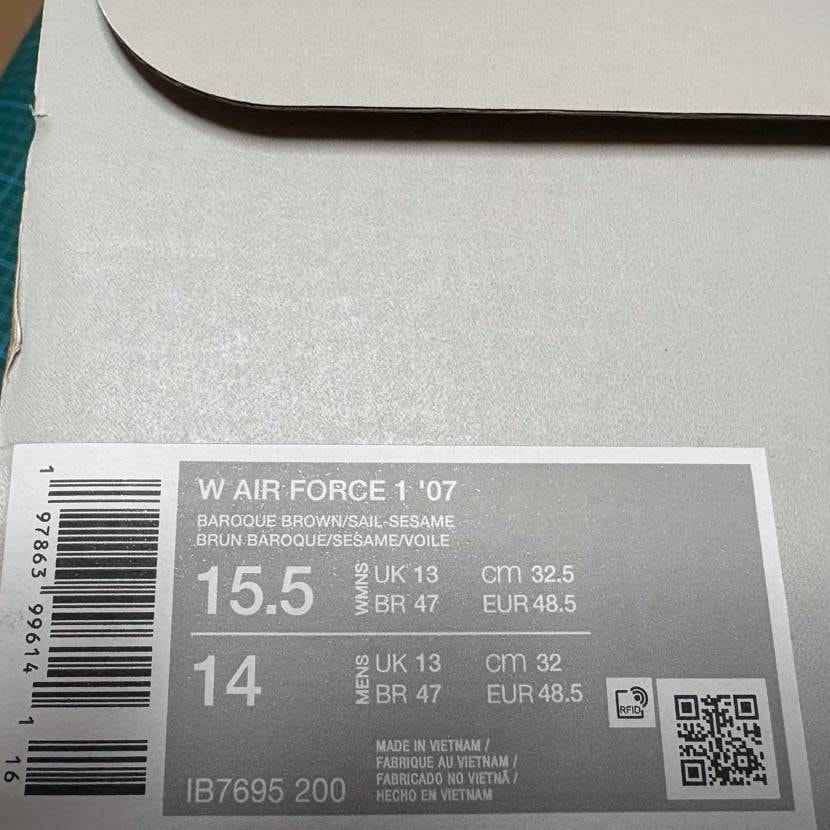 W AIR FORCE 1 '07
BAROQUE BROWN/SAIL-SESAME
BRUN BAROQUE/SÉSAME/VOILE
15.5 WMNS UK 13 cm 32.5
BR 47 EUR 48.5
14 MENS UK 13 cm 32
BR 47 EUR 48.5
RFID
MADE IN VIETNAM /
FABRIQUE AU VIETNAM /
FABRICADO NO VIETNÃ /
HECHO EN VIETNAM
IB7695 200
1 97863 99614 1 16